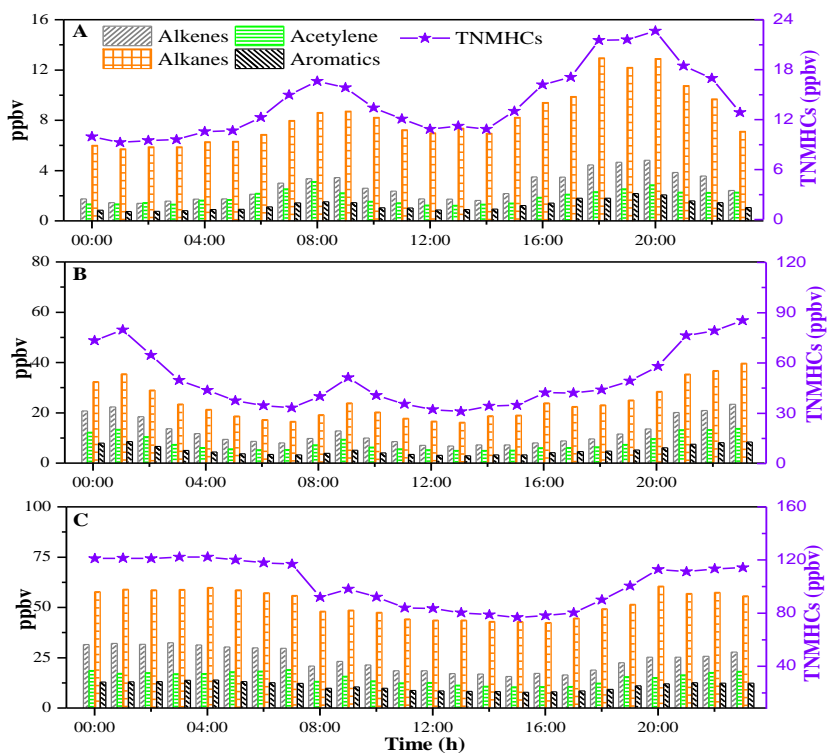 A
Alkenes Acetylene TNMHCs
Alkanes Aromatics
16 12 8 4 0
ppbv
24 18 12 6 0
TNMHCs (ppbv)
00:00 04:00 08:00 12:00 16:00 20:00
B
80 60 40 20 0
ppbv
120 90 60 30 0
TNMHCs (ppbv)
00:00 04:00 08:00 12:00 16:00 20:00
C
100 75 50 25 0
ppbv
160 120 80 40
TNMHCs (ppbv)
00:00 04:00 08:00 12:00 16:00 20:00
Time (h)